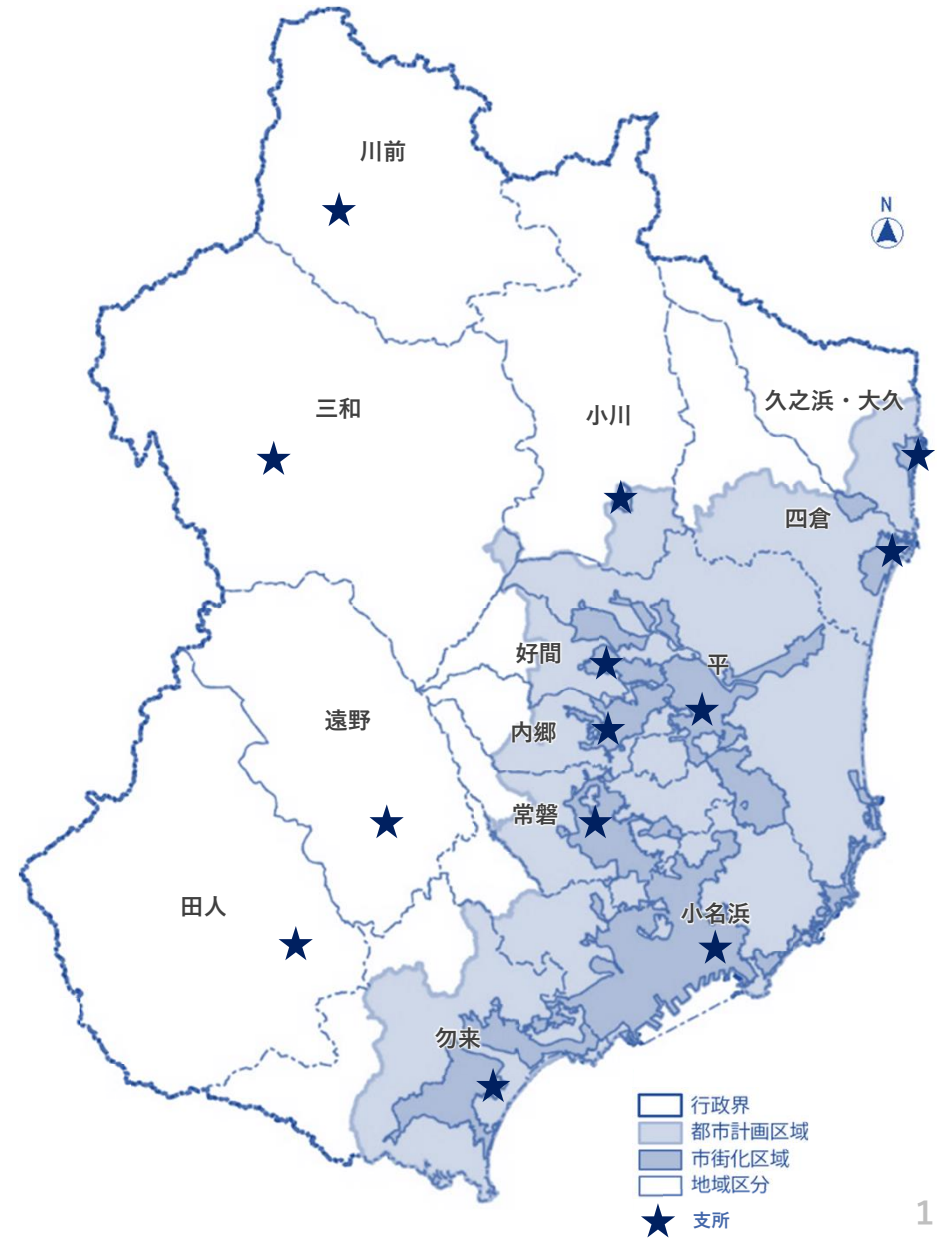 川前
N
三和
小川
久之浜・大久
四倉
好間
平
遠野
内郷
常磐
田人
小名浜
勿来
行政界
都市計画区域
市街化区域
地域区分
支所
1